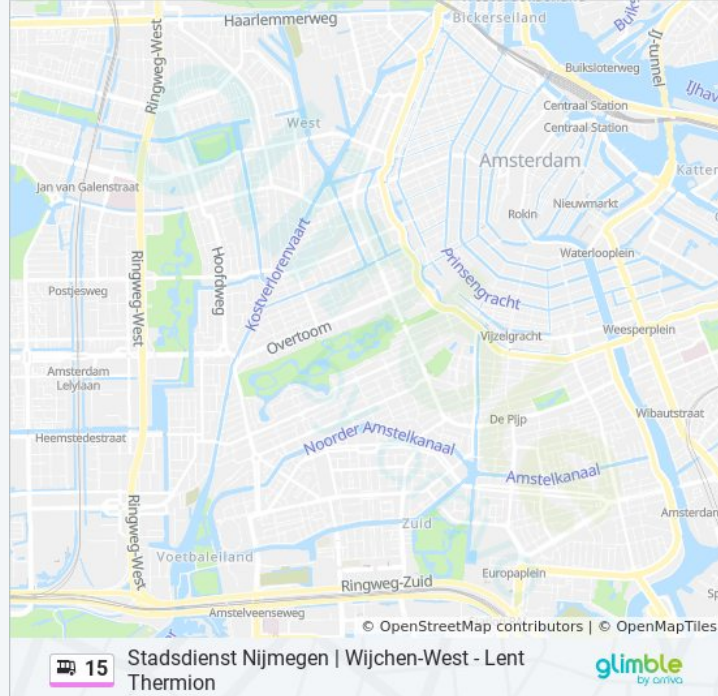 Haarlemmerweg
Bickerseiland
Ringweg-West
IJ-tunnel
Buiksloterweg
IJhav
Centraal Station
West
Centraal Station
Amsterdam
Katter
Jan van Galenstraat
Nieuwmarkt
Rokin
Kostverlorenvaart
Hoofdweg
Waterlooplein
Prinsengracht
Ringweg-West
Postjesweg
Overtoom
Vijzelgracht
Weesperplein
Amsterdam
Lelylaan
Wibautstraat
De Pijp
Heemstedestraat
Noorder Amstelkanaal
Amstelkanaal
Ringweg-West
Zuid
Amsterdam
Voetbaleiland
Europaplein
Ringweg-Zuid
Amstelveenseweg
© OpenStreetMap contributors | © OpenMapTiles
15
Stadsdienst Nijmegen | Wijchen-West - Lent
Thermion
glimble
by arriva